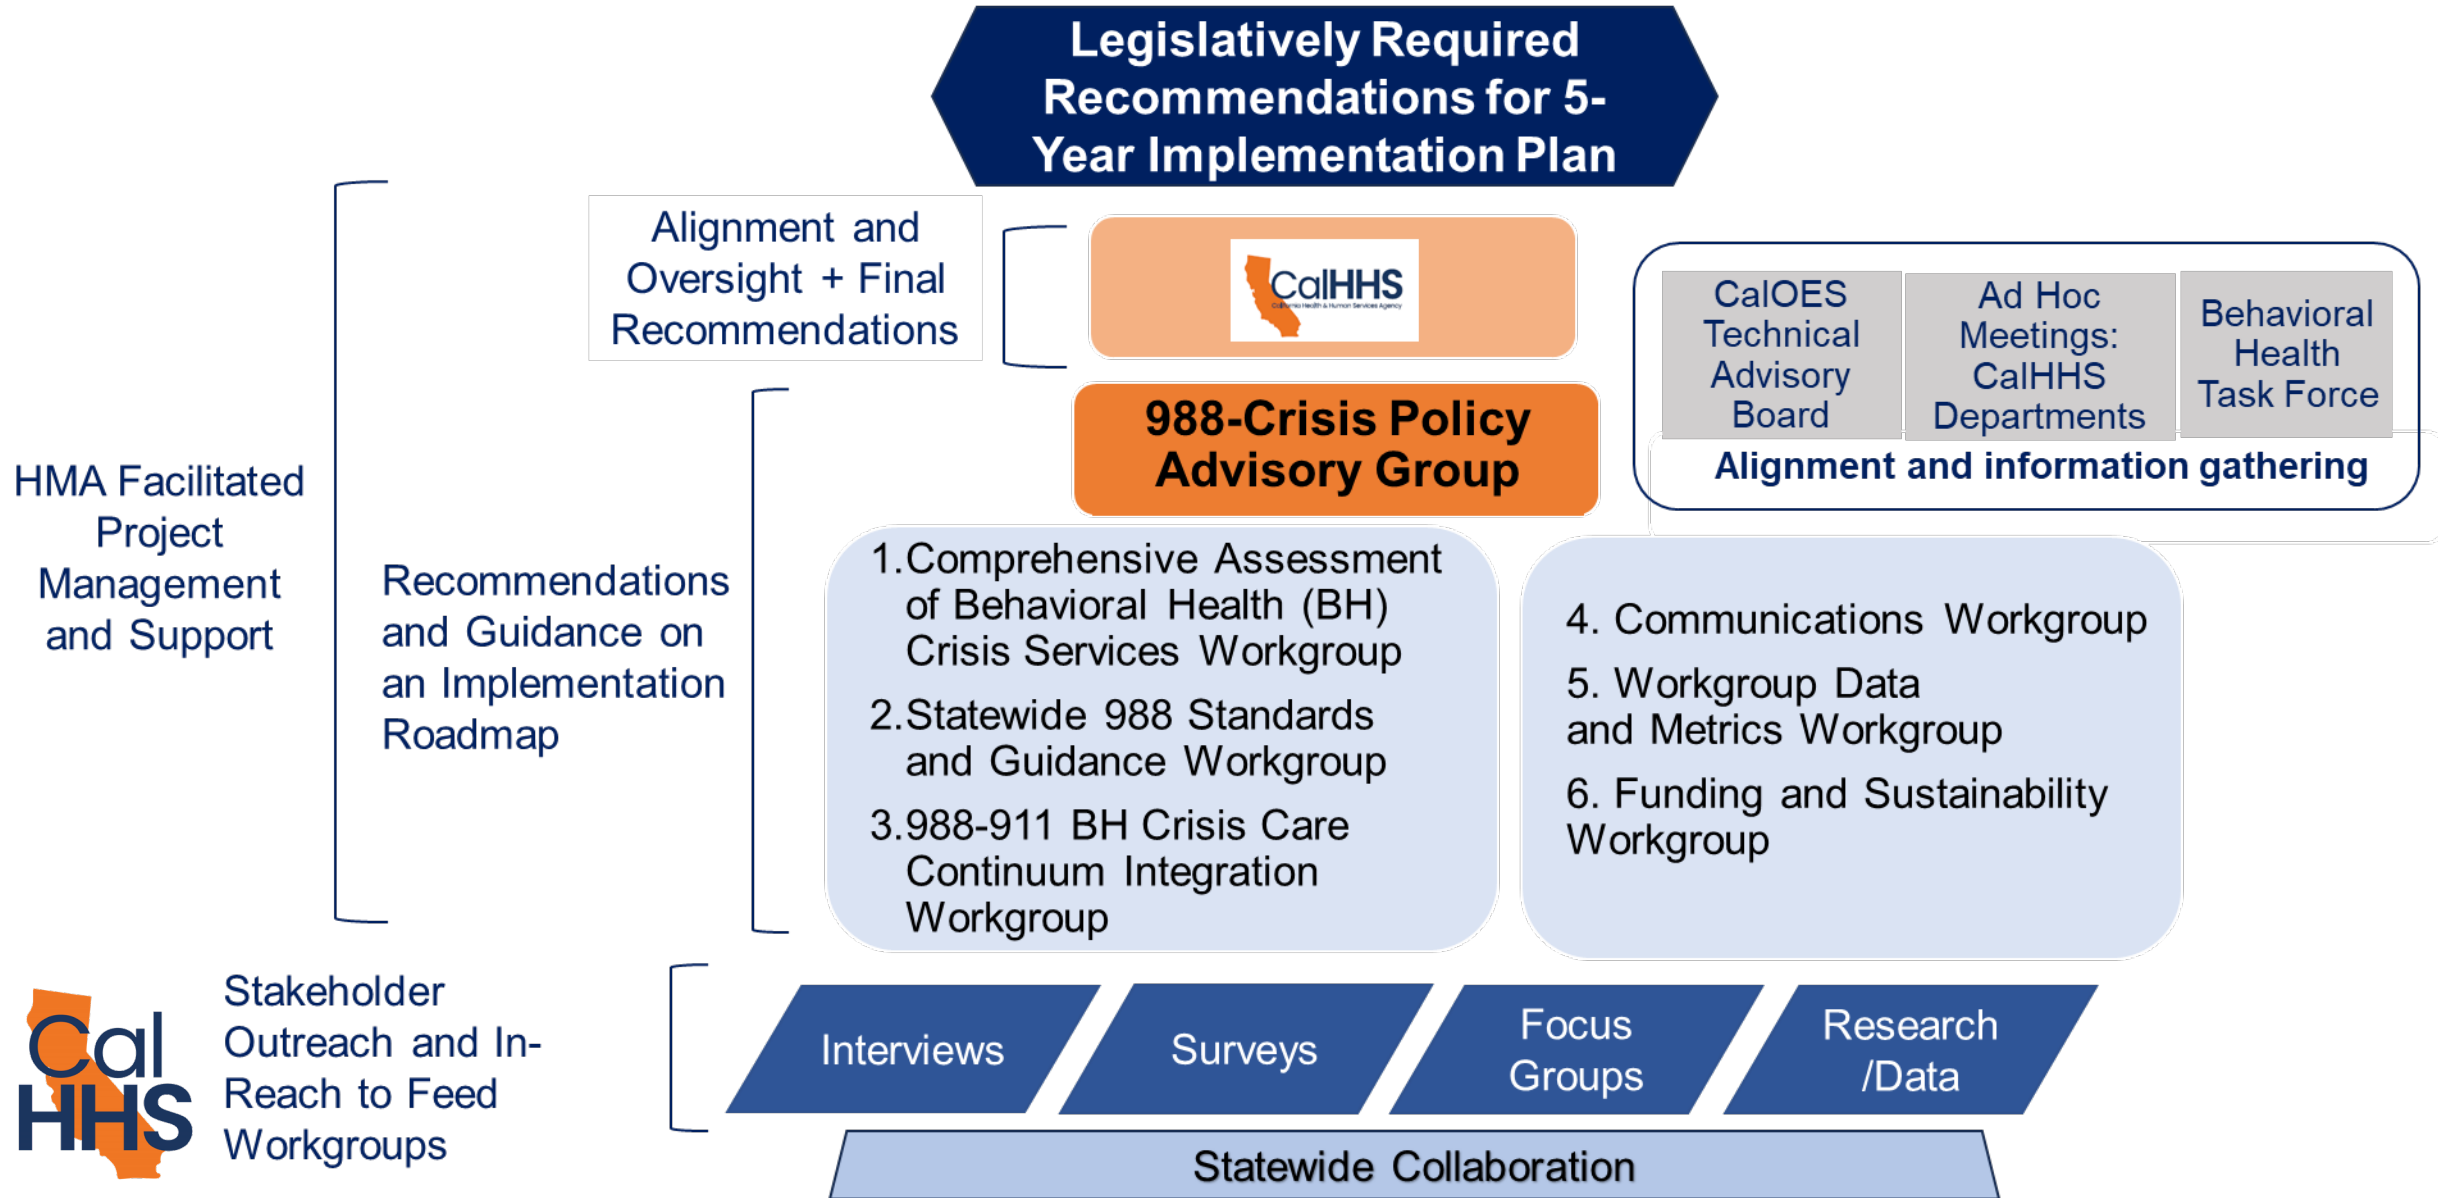 Legislatively Required
Recommendations for 5-
Year Implementation Plan
Alignment and
Oversight + Final
Recommendations
CalHHS
California Health & Human Services Agency
CalOES
Technical
Advisory
Board
Ad Hoc
Meetings:
CalHHS
Departments
Behavioral
Health
Task Force
Alignment and information gathering
988-Crisis Policy
Advisory Group
HMA Facilitated
Project
Management
and Support
Recommendations
and Guidance on
an Implementation
Roadmap
1.Comprehensive Assessment
of Behavioral Health (BH)
Crisis Services Workgroup
2.Statewide 988 Standards
and Guidance Workgroup
3.988-911 BH Crisis Care
Continuum Integration
Workgroup
4. Communications Workgroup
5. Workgroup Data
and Metrics Workgroup
6. Funding and Sustainability
Workgroup
Cal
HHS
Stakeholder
Outreach and In-
Reach to Feed
Workgroups
Interviews
Surveys
Focus
Groups
Research
/Data
Statewide Collaboration